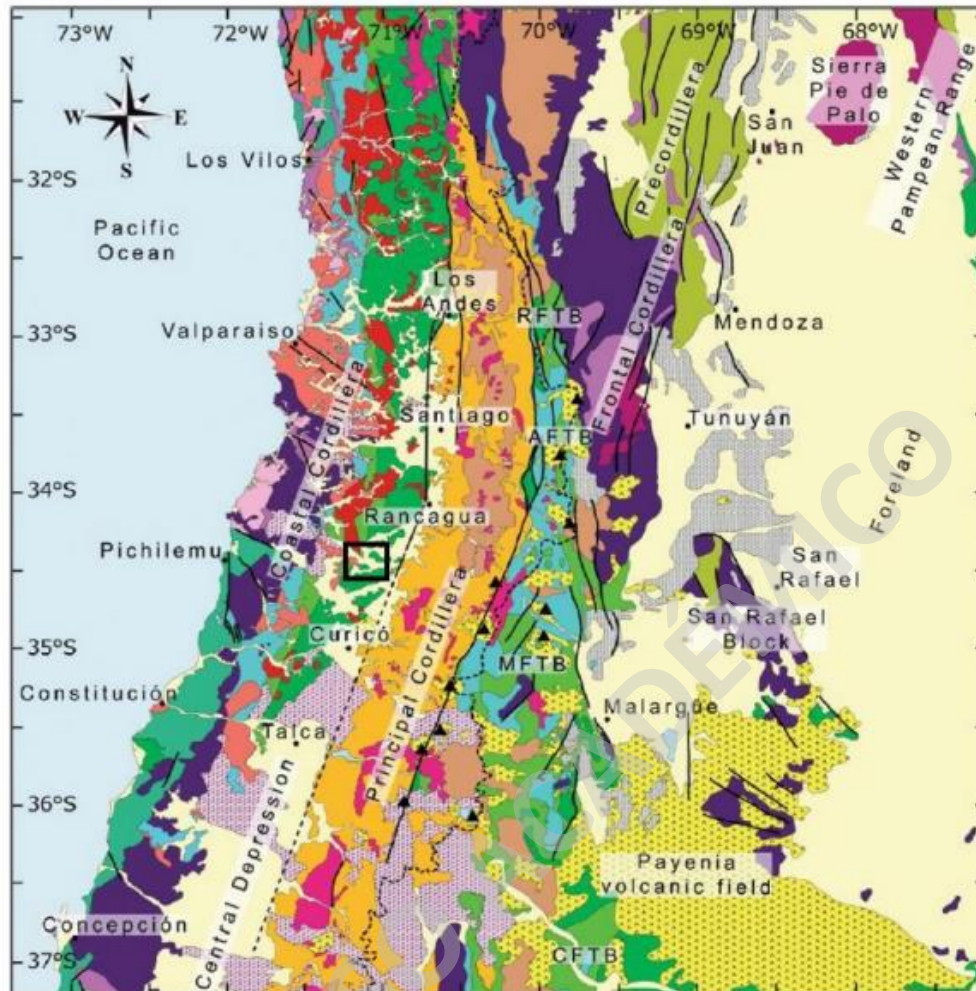 73°W
72°W
71°W
70°W
69°W
68°W
N
W
E
S
Sierra
Pie de
Palo
Western
Pampean Range
Precordillera
San
Juan
Los Vilos
32°S
Pacific
Ocean
Frontal Cordillera
Los
Andes
RFTB
33°S
Valparaiso
Mendoza
Coastal Cordillera
Santiago
AFTB
Tunuyán
Foreland
34°S
Rancagua
Pichilemu
San
Rafael
San Rafael
Block
Curicó
35°S
MFTB
Principal Cordillera
Constitución
Malargüe
Talca
36°S
Central Depression
Payenia
volcanic field
Concepción
37°S
CFTB
ACADÉMICO